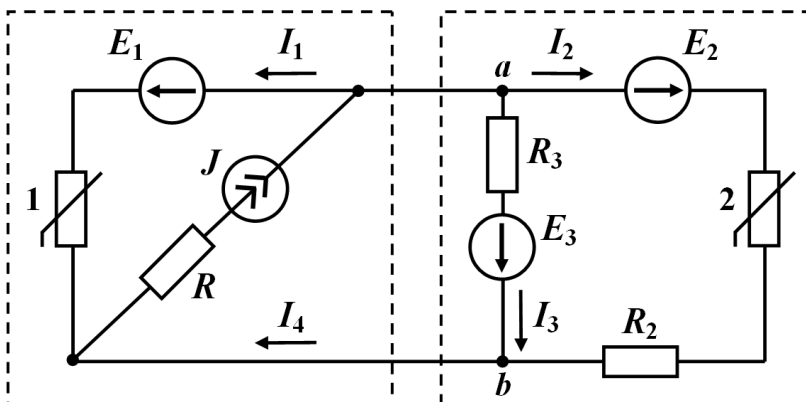 E₁
I₁
a
I₂
E₂
J
R₃
1
2
E₃
R
I₄
I₃
R₂
b